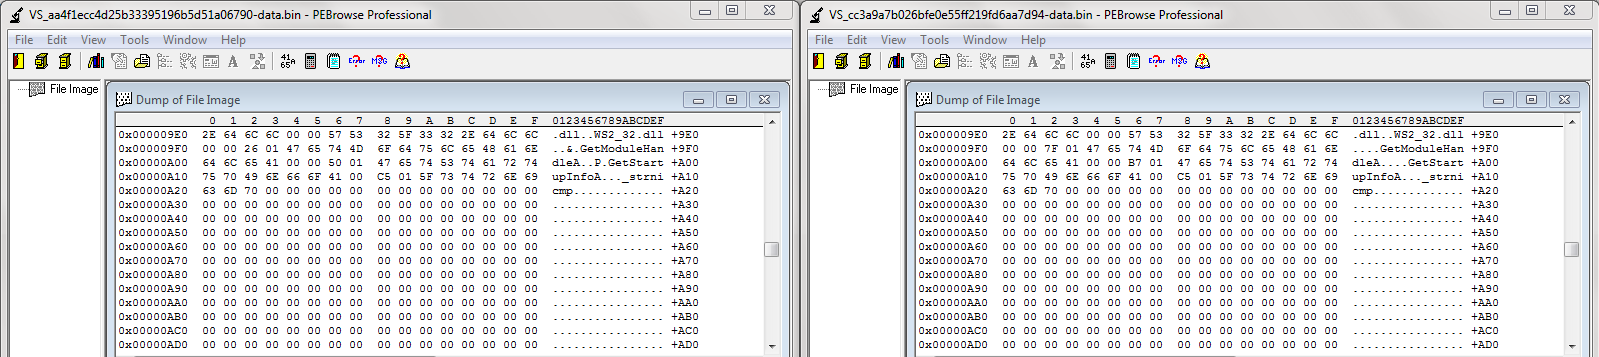 VS_aa4f1ecc4d25b33395196b5d51a06790-data.bin - PEBrowse Professional
File Edit View Tools Window Help
41
65A
Error
MSG
File Image
Dump of File Image
0 1 2 3 4 5 6 7 8 9 A B C D E F 0123456789ABCDEF
0x000009E0 2E 64 6C 6C 00 00 57 53 32 5F 33 32 2E 64 6C 6C .dll..WS2_32.dll +9E0
0x000009F0 00 00 26 01 47 65 74 4D 6F 64 75 6C 65 48 61 6E ..&.GetModuleHan +9F0
0x00000A00 64 6C 65 41 00 00 50 01 47 65 74 53 74 61 72 74 dleA..P.GetStart +A00
0x00000A10 75 70 49 6E 66 6F 41 00 C5 01 5F 73 74 72 6E 69 upInfoA..._strni +A10
0x00000A20 63 6D 70 00 00 00 00 00 00 00 00 00 00 00 00 00 cmp............. +A20
0x00000A30 00 00 00 00 00 00 00 00 00 00 00 00 00 00 00 00 ................ +A30
0x00000A40 00 00 00 00 00 00 00 00 00 00 00 00 00 00 00 00 ................ +A40
0x00000A50 00 00 00 00 00 00 00 00 00 00 00 00 00 00 00 00 ................ +A50
0x00000A60 00 00 00 00 00 00 00 00 00 00 00 00 00 00 00 00 ................ +A60
0x00000A70 00 00 00 00 00 00 00 00 00 00 00 00 00 00 00 00 ................ +A70
0x00000A80 00 00 00 00 00 00 00 00 00 00 00 00 00 00 00 00 ................ +A80
0x00000A90 00 00 00 00 00 00 00 00 00 00 00 00 00 00 00 00 ................ +A90
0x00000AA0 00 00 00 00 00 00 00 00 00 00 00 00 00 00 00 00 ................ +AA0
0x00000AB0 00 00 00 00 00 00 00 00 00 00 00 00 00 00 00 00 ................ +AB0
0x00000AC0 00 00 00 00 00 00 00 00 00 00 00 00 00 00 00 00 ................ +AC0
0x00000AD0 00 00 00 00 00 00 00 00 00 00 00 00 00 00 00 00 ................ +AD0
VS_cc3a9a7b026bfe0e55ff219fd6aa7d94-data.bin - PEBrowse Professional
File Edit View Tools Window Help
41
65A
Error
MSG
File Image
Dump of File Image
0 1 2 3 4 5 6 7 8 9 A B C D E F 0123456789ABCDEF
0x000009E0 2E 64 6C 6C 00 00 57 53 32 5F 33 32 2E 64 6C 6C .dll..WS2_32.dll +9E0
0x000009F0 00 00 7F 01 47 65 74 4D 6F 64 75 6C 65 48 61 6E ....GetModuleHan +9F0
0x00000A00 64 6C 65 41 00 00 B7 01 47 65 74 53 74 61 72 74 dleA....GetStart +A00
0x00000A10 75 70 49 6E 66 6F 41 00 C5 01 5F 73 74 72 6E 69 upInfoA..._strni +A10
0x00000A20 63 6D 70 00 00 00 00 00 00 00 00 00 00 00 00 00 cmp............. +A20
0x00000A30 00 00 00 00 00 00 00 00 00 00 00 00 00 00 00 00 ................ +A30
0x00000A40 00 00 00 00 00 00 00 00 00 00 00 00 00 00 00 00 ................ +A40
0x00000A50 00 00 00 00 00 00 00 00 00 00 00 00 00 00 00 00 ................ +A50
0x00000A60 00 00 00 00 00 00 00 00 00 00 00 00 00 00 00 00 ................ +A60
0x00000A70 00 00 00 00 00 00 00 00 00 00 00 00 00 00 00 00 ................ +A70
0x00000A80 00 00 00 00 00 00 00 00 00 00 00 00 00 00 00 00 ................ +A80
0x00000A90 00 00 00 00 00 00 00 00 00 00 00 00 00 00 00 00 ................ +A90
0x00000AA0 00 00 00 00 00 00 00 00 00 00 00 00 00 00 00 00 ................ +AA0
0x00000AB0 00 00 00 00 00 00 00 00 00 00 00 00 00 00 00 00 ................ +AB0
0x00000AC0 00 00 00 00 00 00 00 00 00 00 00 00 00 00 00 00 ................ +AC0
0x00000AD0 00 00 00 00 00 00 00 00 00 00 00 00 00 00 00 00 ................ +AD0